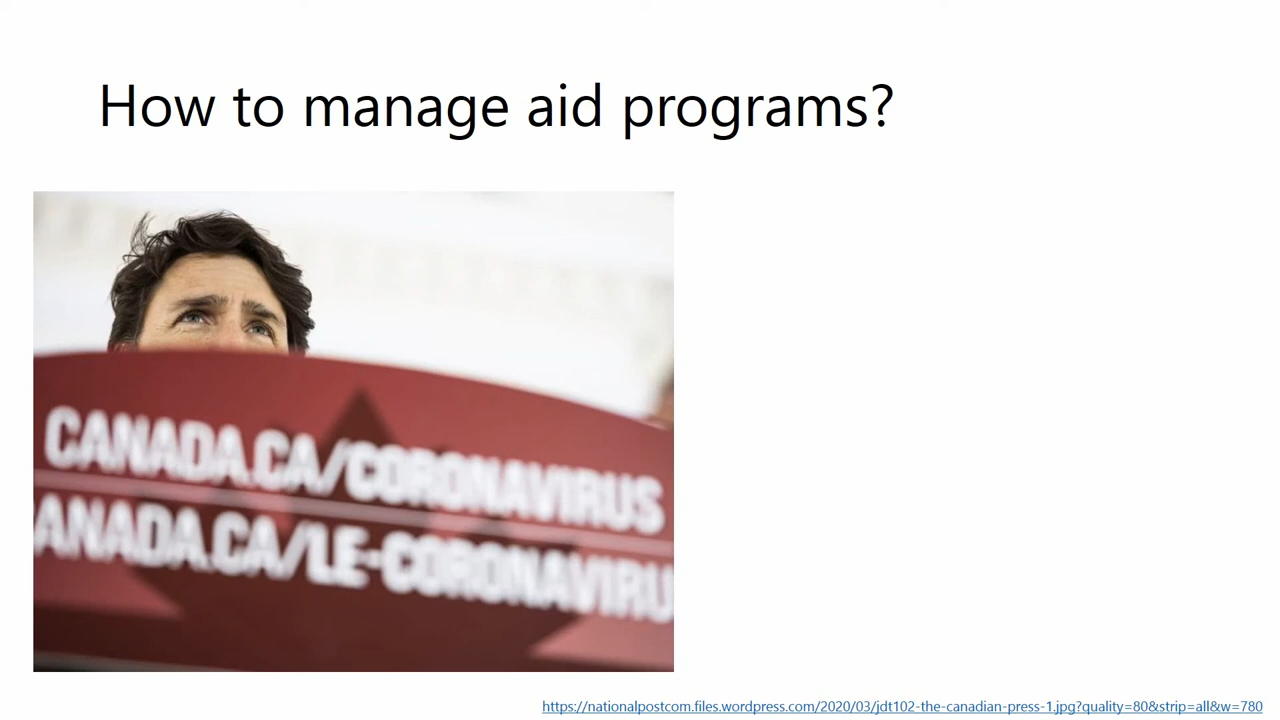 How to manage aid programs?
CANADA.CA/CORONAVIRUS
ANADA.CA/LE-CORONAVIRU
https://nationalpostcom.files.wordpress.com/2020/03/jdt102-the-canadian-press-1.jpg?quality=80&strip=all&w=780